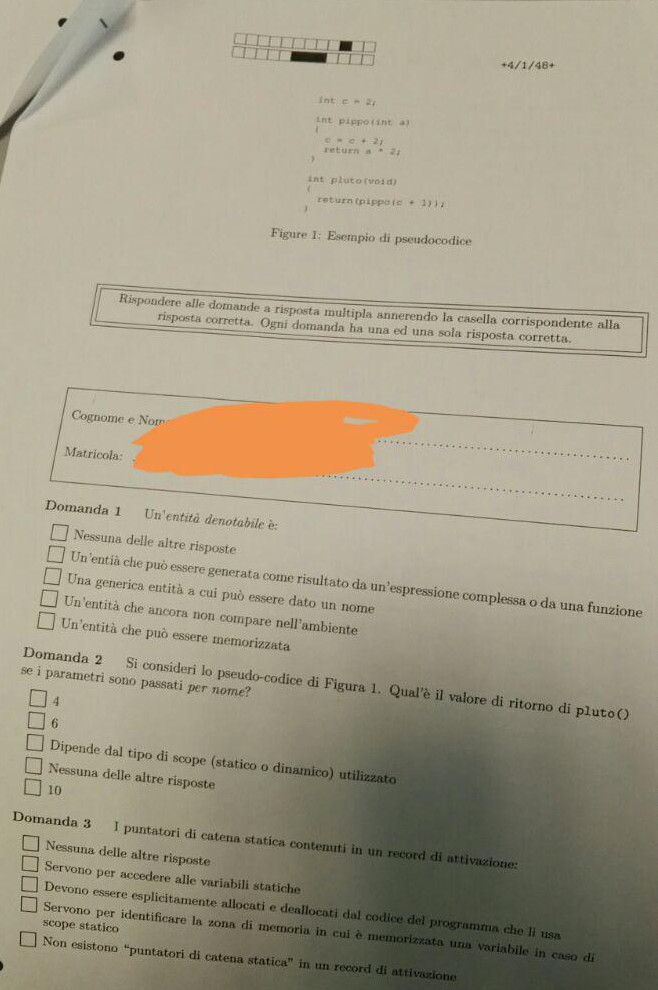 +4/1/48+
int c = 2;
int pippo(int a)
{
c = c + 2;
return a * 2;
}
int pluto(void)
{
return(pippo(c + 1));
}
Figure 1: Esempio di pseudocodice
Rispondere alle domande a risposta multipla annerendo la casella corrispondente alla
risposta corretta. Ogni domanda ha una ed una sola risposta corretta.
Cognome e Nom
Matricola:
Domanda 1 Un'entità denotabile è:
Nessuna delle altre risposte
Un'entià che può essere generata come risultato da un'espressione complessa o da una funzione
Una generica entità a cui può essere dato un nome
Un'entità che ancora non compare nell'ambiente
Un'entità che può essere memorizzata
Domanda 2 Si consideri lo pseudo-codice di Figura 1. Qual'è il valore di ritorno di pluto()
se i parametri sono passati per nome?
4
6
Dipende dal tipo di scope (statico o dinamico) utilizzato
Nessuna delle altre risposte
10
Domanda 3 I puntatori di catena statica contenuti in un record di attivazione:
Nessuna delle altre risposte
Servono per accedere alle variabili statiche
Devono essere esplicitamente allocati e deallocati dal codice del programma che li usa
Servono per identificare la zona di memoria in cui è memorizzata una variabile in caso di
scope statico
Non esistono "puntatori di catena statica" in un record di attivazione